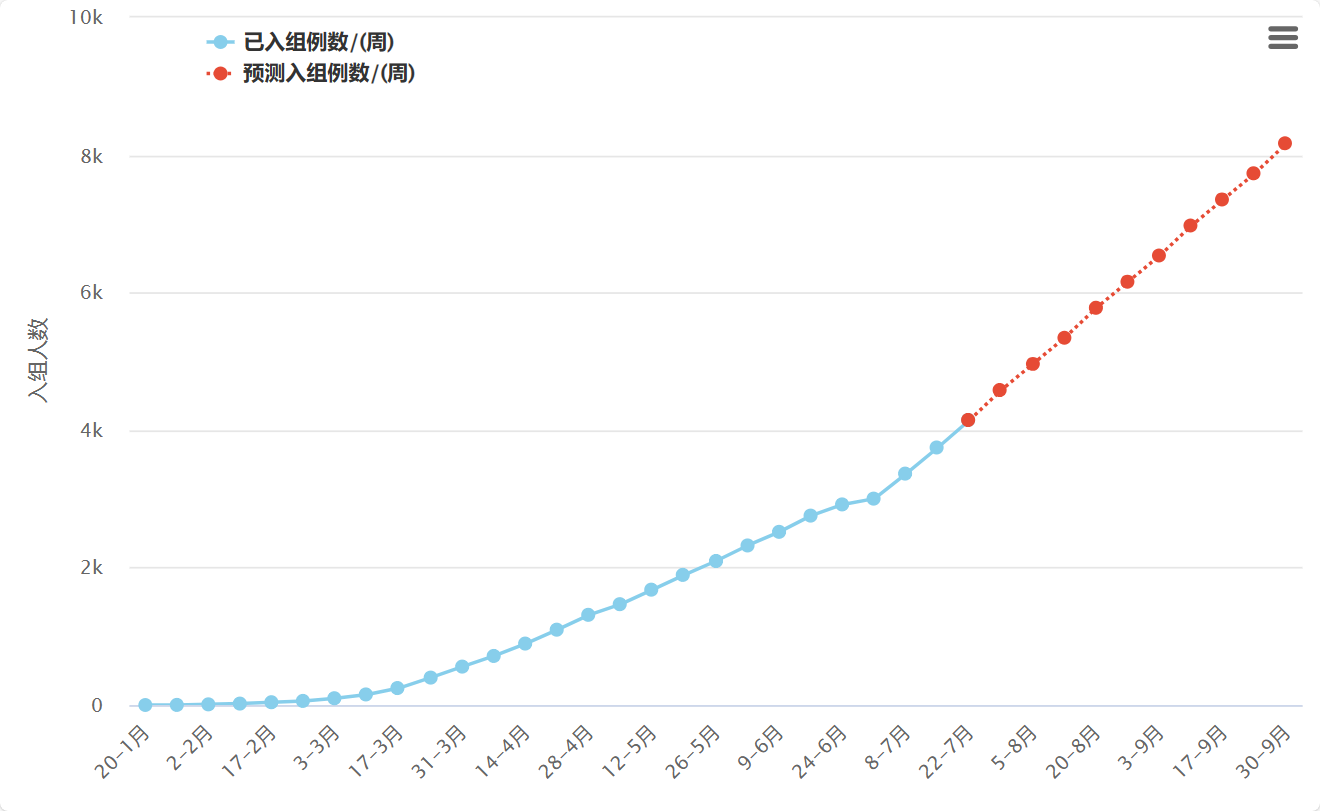 已入组例数/(周)
预测入组例数/(周)
10k
8k
6k
4k
2k
0
入组人数
20-1月
2-2月
17-2月
3-3月
17-3月
31-3月
14-4月
28-4月
12-5月
26-5月
9-6月
24-6月
8-7月
22-7月
5-8月
20-8月
3-9月
17-9月
30-9月